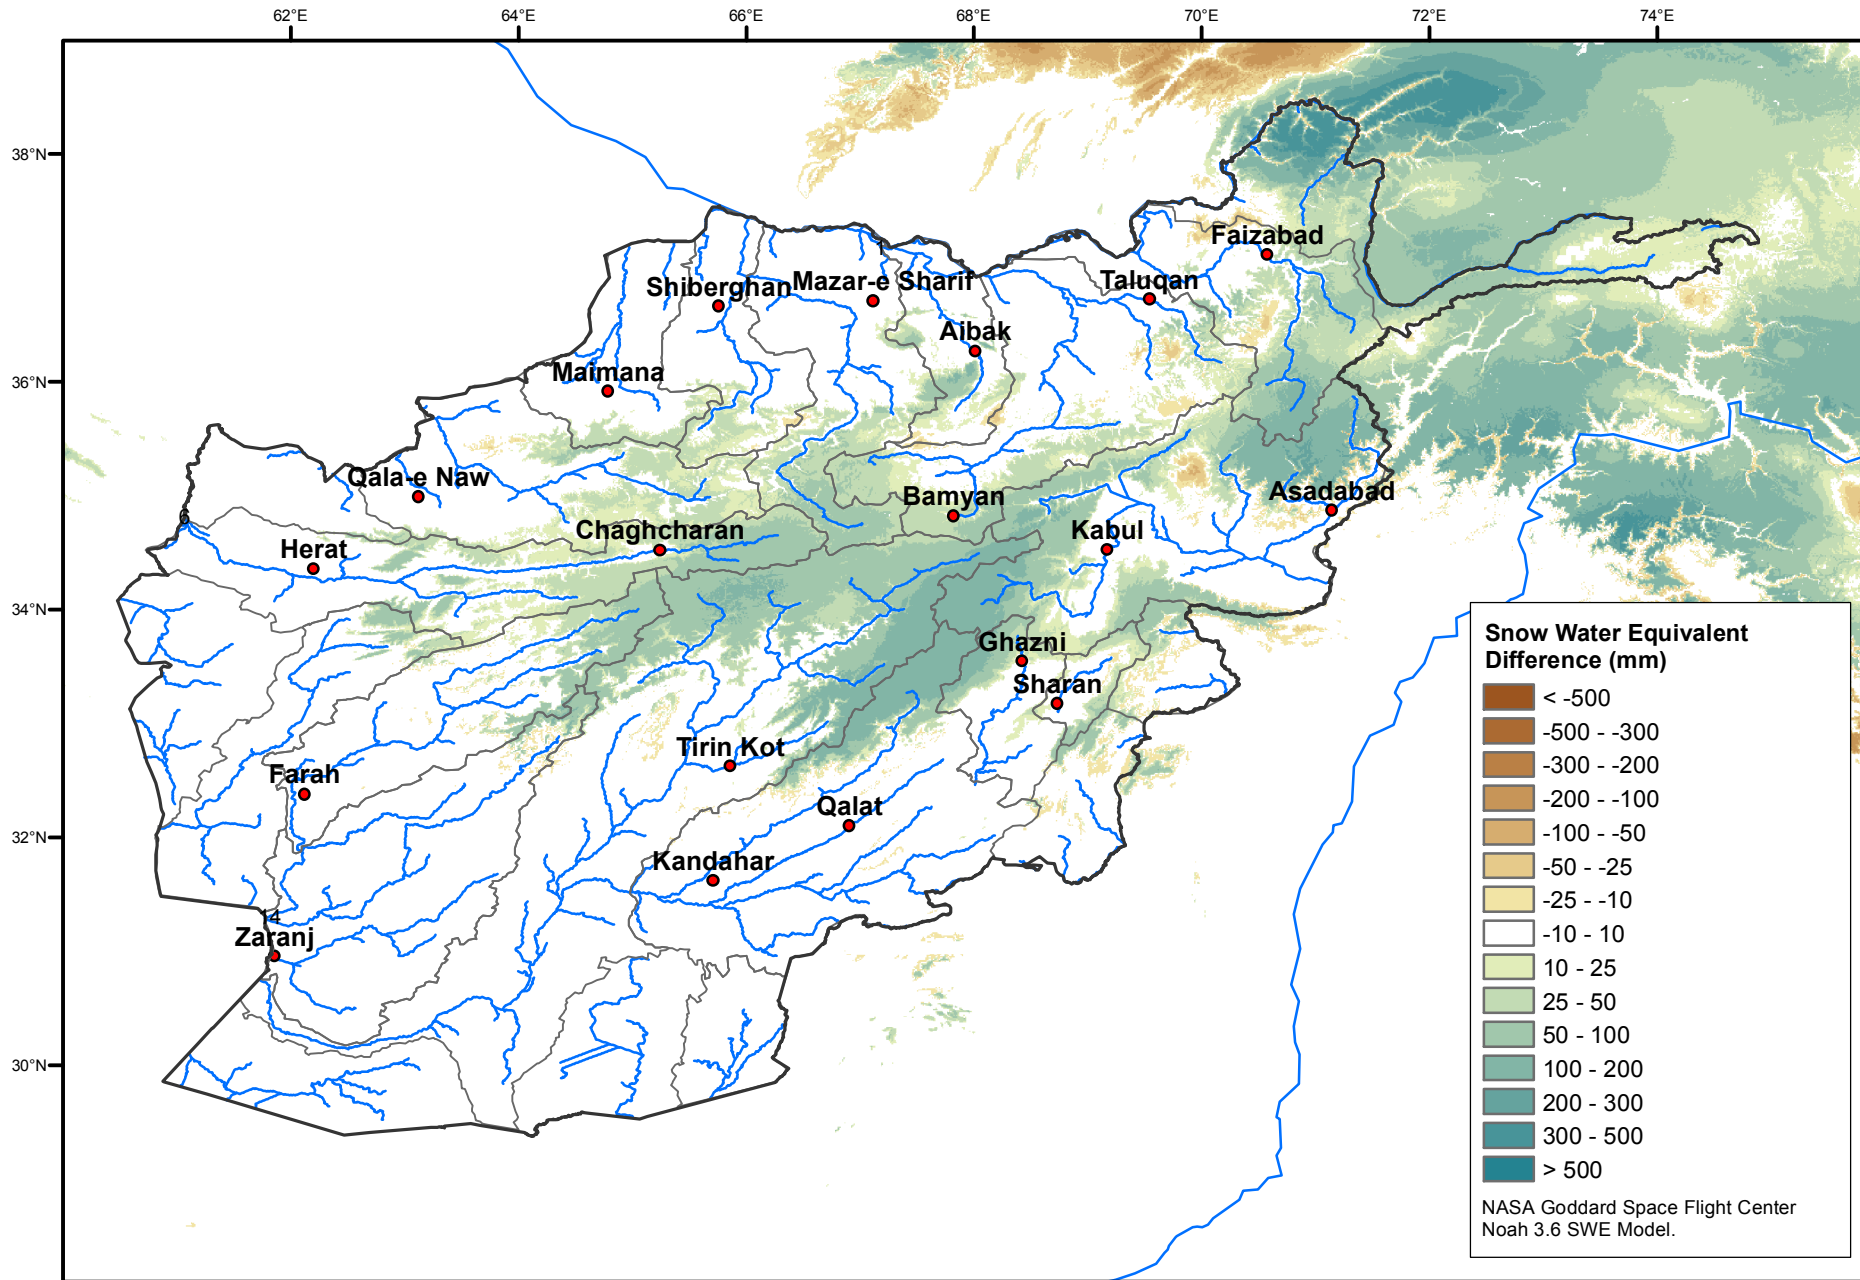 62°E
64°E
66°E
68°E
70°E
72°E
74°E
38°N
36°N
34°N
32°N
30°N
Faizabad
1
Shiberghan
Mazar-e Sharif
Taluqan
Aibak
Maimana
Qala-e Naw
Bamyan
Asadabad
6
Chaghcharan
Kabul
Herat
Ghazni
Sharan
Tirin Kot
Farah
Qalat
Kandahar
14
Zaranj
Snow Water Equivalent
Difference (mm)
< -500
-500 - -300
-300 - -200
-200 - -100
-100 - -50
-50 - -25
-25 - -10
-10 - 10
10 - 25
25 - 50
50 - 100
100 - 200
200 - 300
300 - 500
> 500
NASA Goddard Space Flight Center
Noah 3.6 SWE Model.